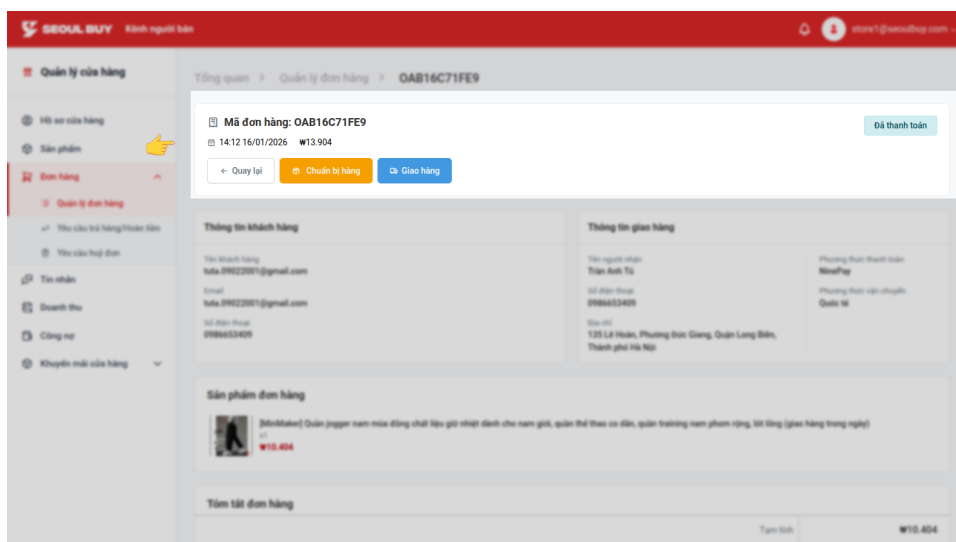 SEOUL BUY Kênh người bán
store1@seoulbuy.com
Quản lý cửa hàng
Tổng quan > Quản lý đơn hàng > OAB16C71FE9
Hồ sơ cửa hàng
Sản phẩm
Đơn hàng
Quản lý đơn hàng
Yêu cầu trả hàng/Hoàn tiền
Yêu cầu huỷ đơn
Tin nhắn
Doanh thu
Công nợ
Khuyến mãi cửa hàng
Mã đơn hàng: OAB16C71FE9
Đã thanh toán
14:12 16/01/2026 ₩13.904
← Quay lại
Chuẩn bị hàng
Giao hàng
Thông tin khách hàng
Tên khách hàng
tuta.09022001@gmail.com
Email
tuta.09022001@gmail.com
Số điện thoại
0986653409
Thông tin giao hàng
Tên người nhận
Trần Anh Tú
Số điện thoại
0986653409
Địa chỉ
135 Lê Hoàn, Phường thức Giang, Quận Long Biên,
Thành phố Hà Nội
Phương thức thanh toán
NinePay
Phương thức vận chuyển
Quốc tế
Sản phẩm đơn hàng
[MinMaker] Quần jogger nam mùa đông chất liệu giữ nhiệt dành cho nam giới, quần thể thao co dãn, quần training nam phom rộng, lót lông (giao hàng trong ngày)
x1
₩10.404
Tóm tắt đơn hàng
Tạm tính ₩10.404